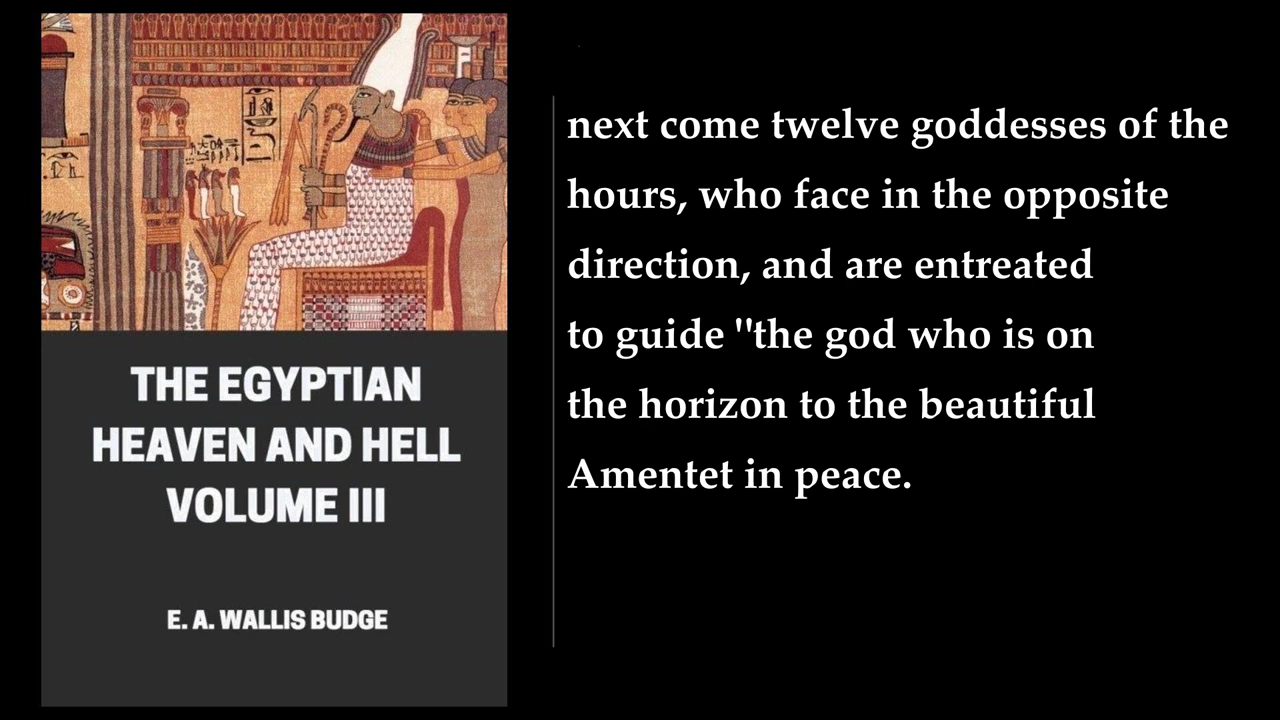 THE EGYPTIAN
HEAVEN AND HELL
VOLUME III
E. A. WALLIS BUDGE
next come twelve goddesses of the
hours, who face in the opposite
direction, and are entreated
to guide "the god who is on
the horizon to the beautiful
Amentet in peace.